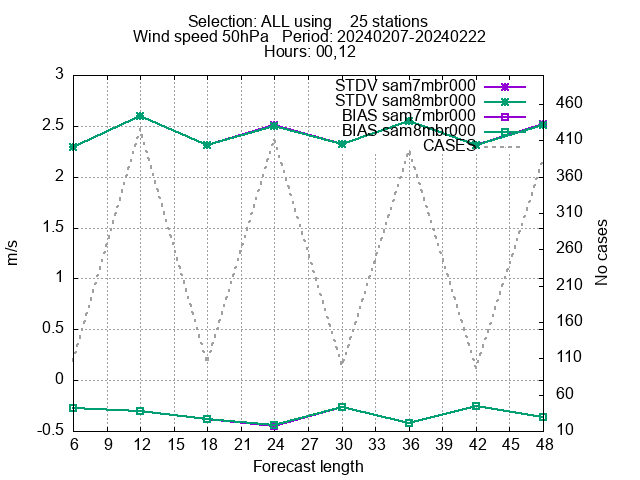 Selection: ALL using    25 stations
Wind speed 50hPa   Period: 20240207-20240222
Hours: 00,12
STDV sam7mbr000
STDV sam8mbr000
BIAS sam7mbr000
BIAS sam8mbr000
CASES
3
2.5
2
1.5
1
0.5
0
-0.5
m/s
460
410
360
310
260
210
160
110
60
10
No cases
6 9 12 15 18 21 24 27 30 33 36 39 42 45 48
Forecast length